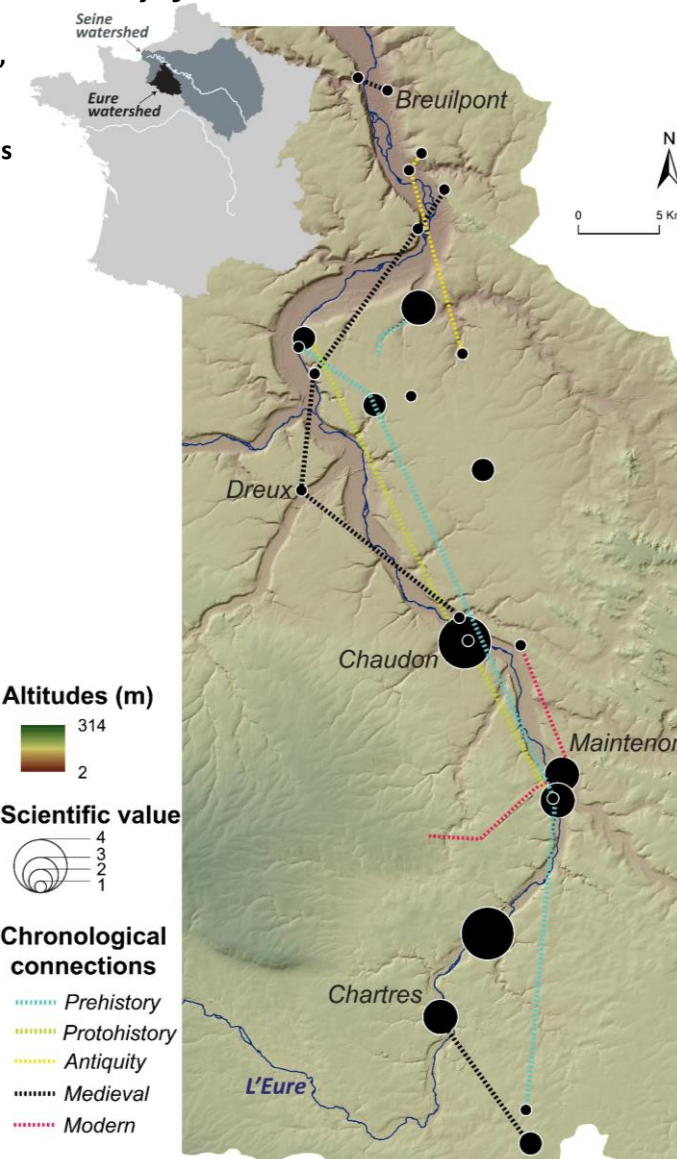 Seine
watershed
Eure
watershed
s
Breuilpont
N
0 5 K
Dreux
Chaudon
Maintenon
Chartres
L'Eure
Altitudes (m)
314
2
Scientific value
4
3
2
1
Chronological
connections
Prehistory
Protohistory
Antiquity
Medieval
Modern